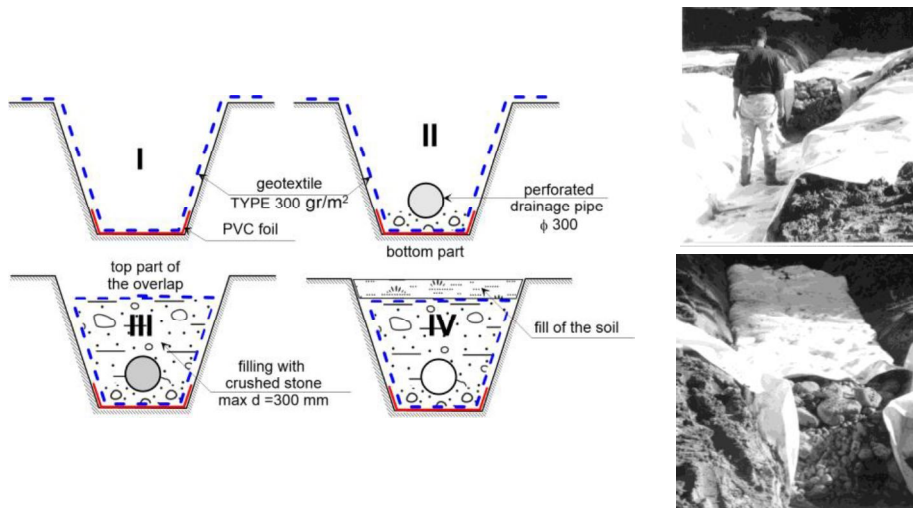 I
II
geotextile
TYPE 300 gr/m²
PVC foil
perforated
drainage pipe
ϕ 300
bottom part
top part of
the overlap
III
IV
filling with
crushed stone
max d =300 mm
fill of the soil